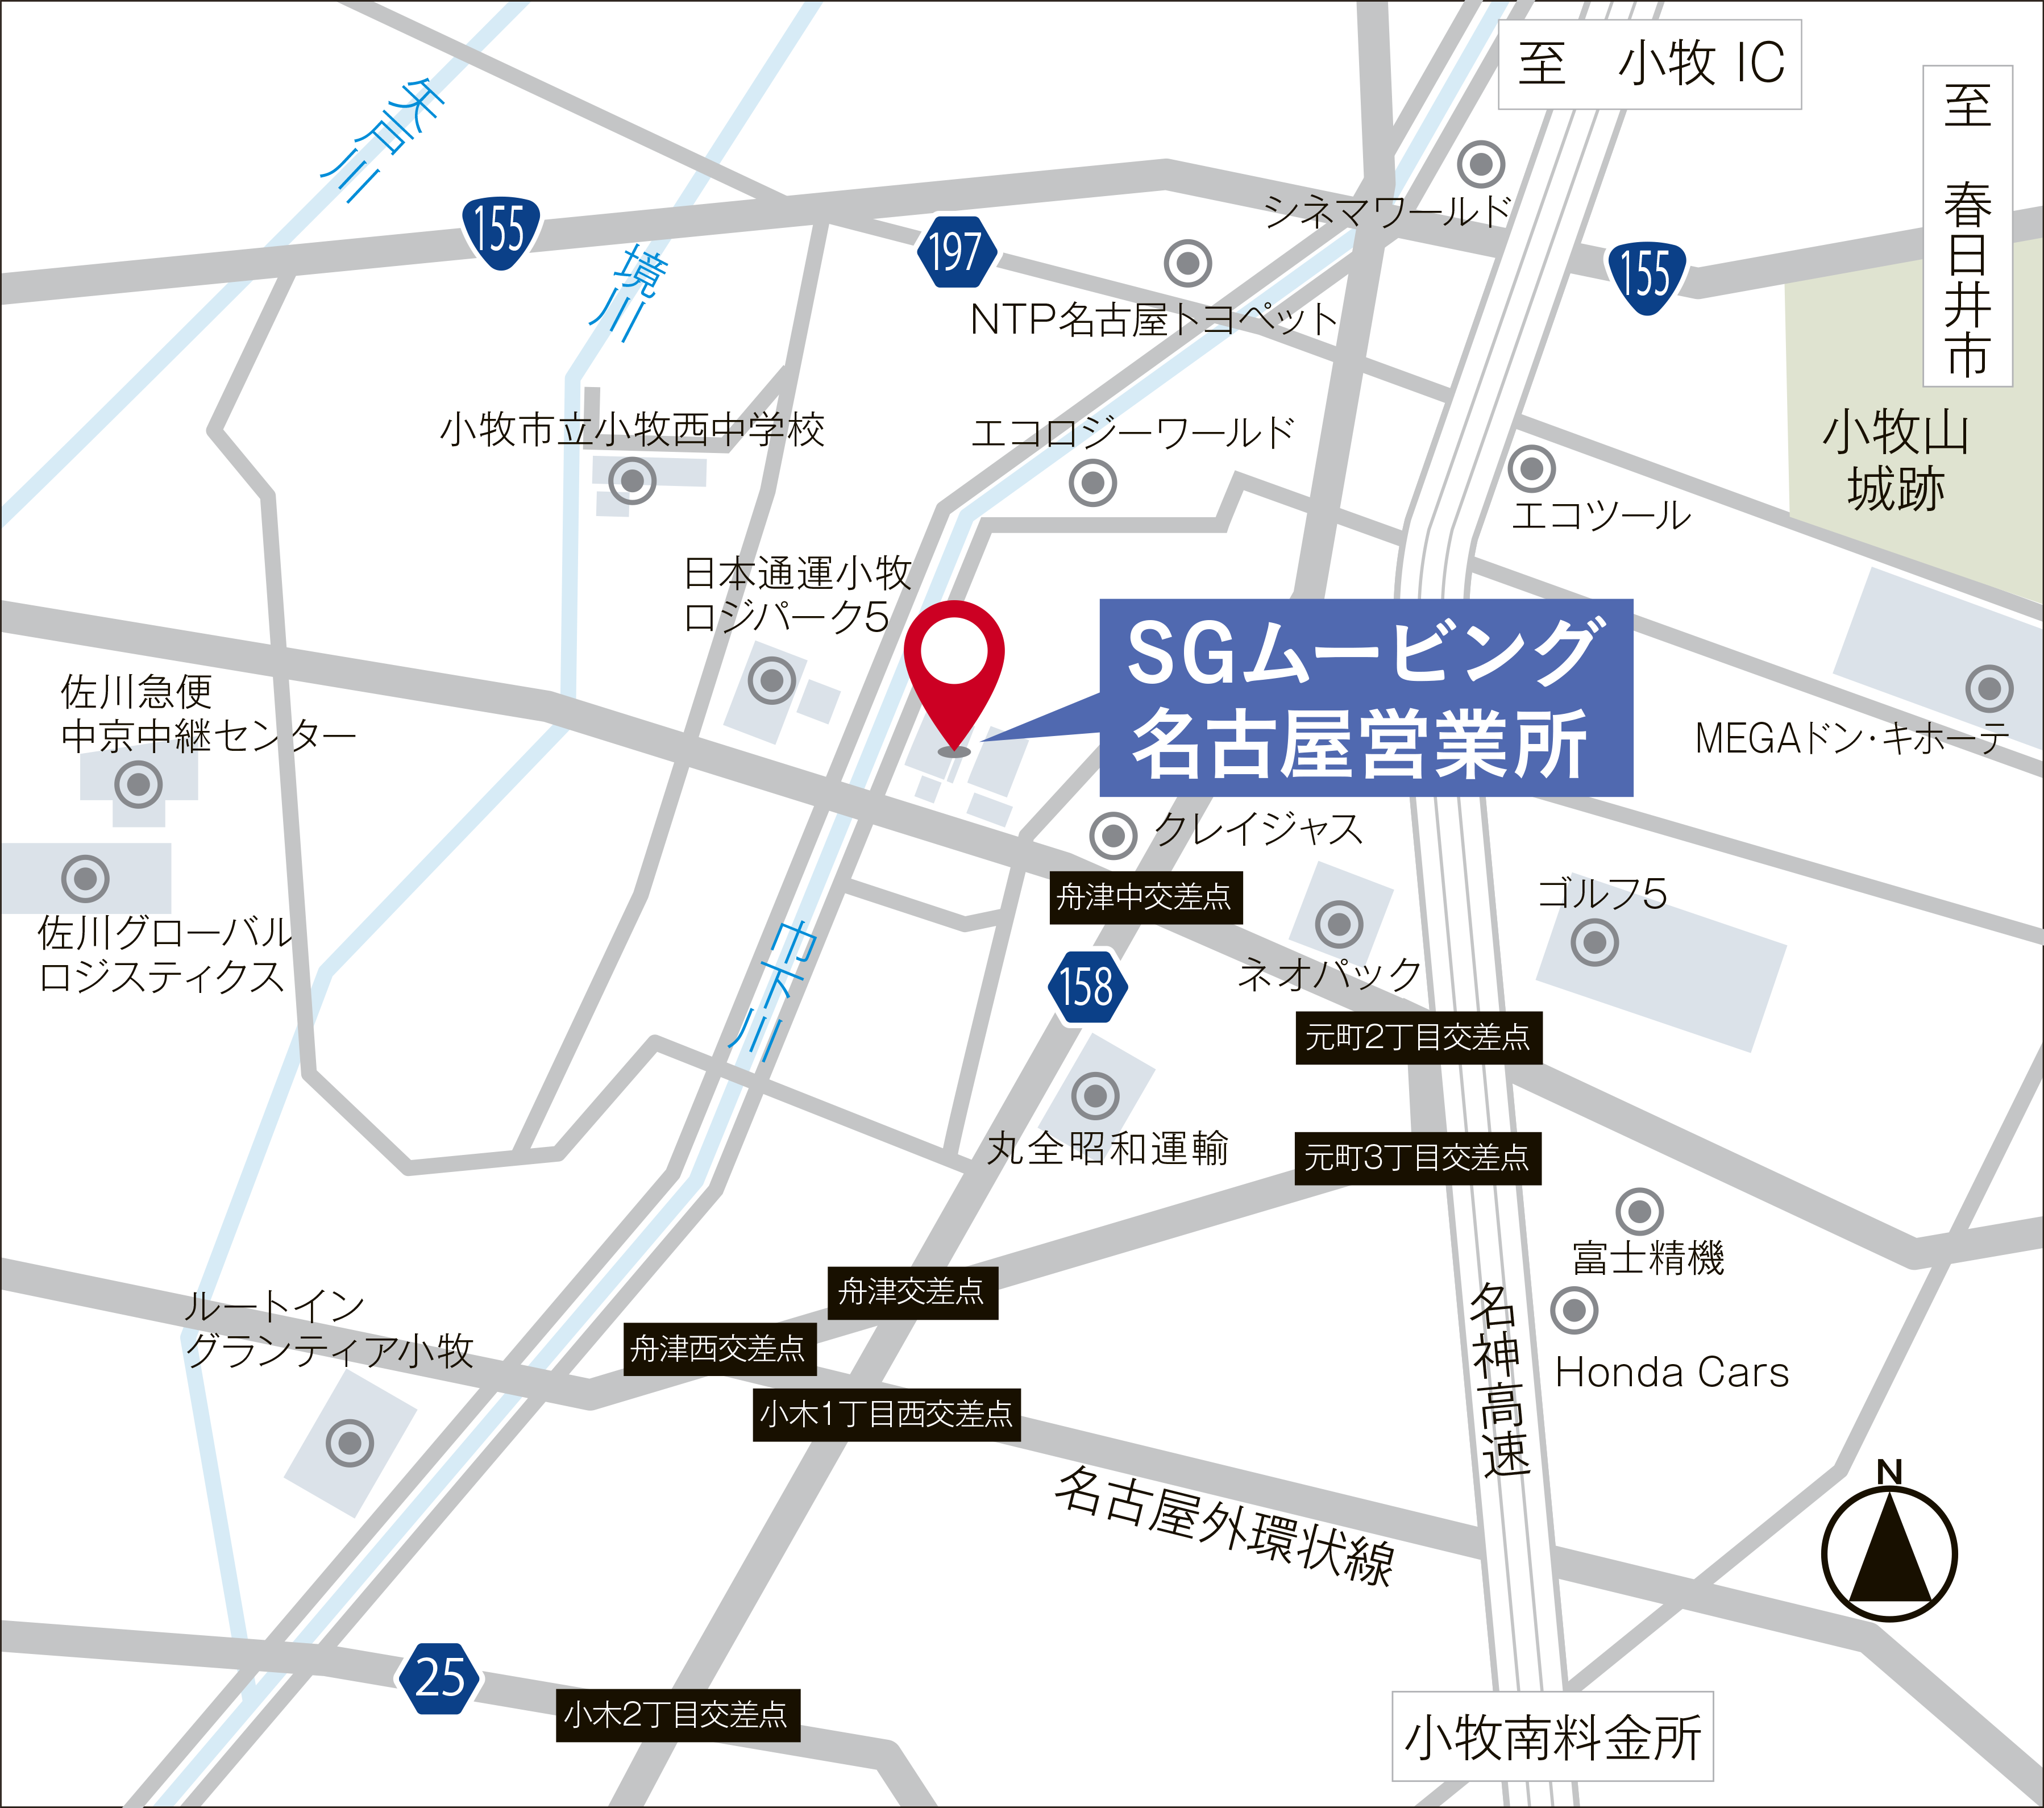 至　小牧 IC
至　春日井市
矢戸川
155
境川
197
シネマワールド
155
NTP名古屋トヨペット
小牧市立小牧西中学校
エコロジーワールド
小牧山
城跡
エコツール
日本通運小牧
ロジパーク5
SGムービング
名古屋営業所
佐川急便
中京中継センター
MEGAドン・キホーテ
クレイジャス
舟津中交差点
ゴルフ5
佐川グローバル
ロジスティクス
巾下川
158
ネオパック
元町2丁目交差点
丸全昭和運輸
元町3丁目交差点
富士精機
舟津交差点
ルートイン
グランティア小牧
舟津西交差点
名神高速
Honda Cars
小木1丁目西交差点
名古屋外環状線
N
25
小木2丁目交差点
小牧南料金所